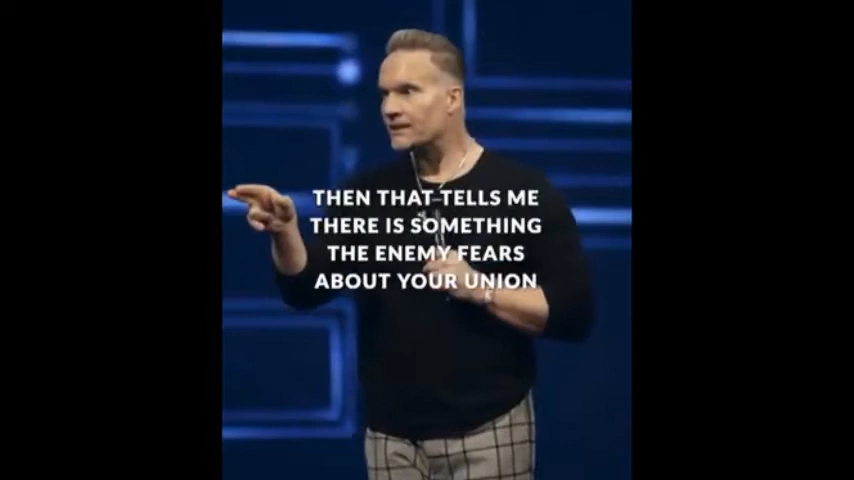 THEN THAT TELLS ME
THERE IS SOMETHING
THE ENEMY FEARS
ABOUT YOUR UNION